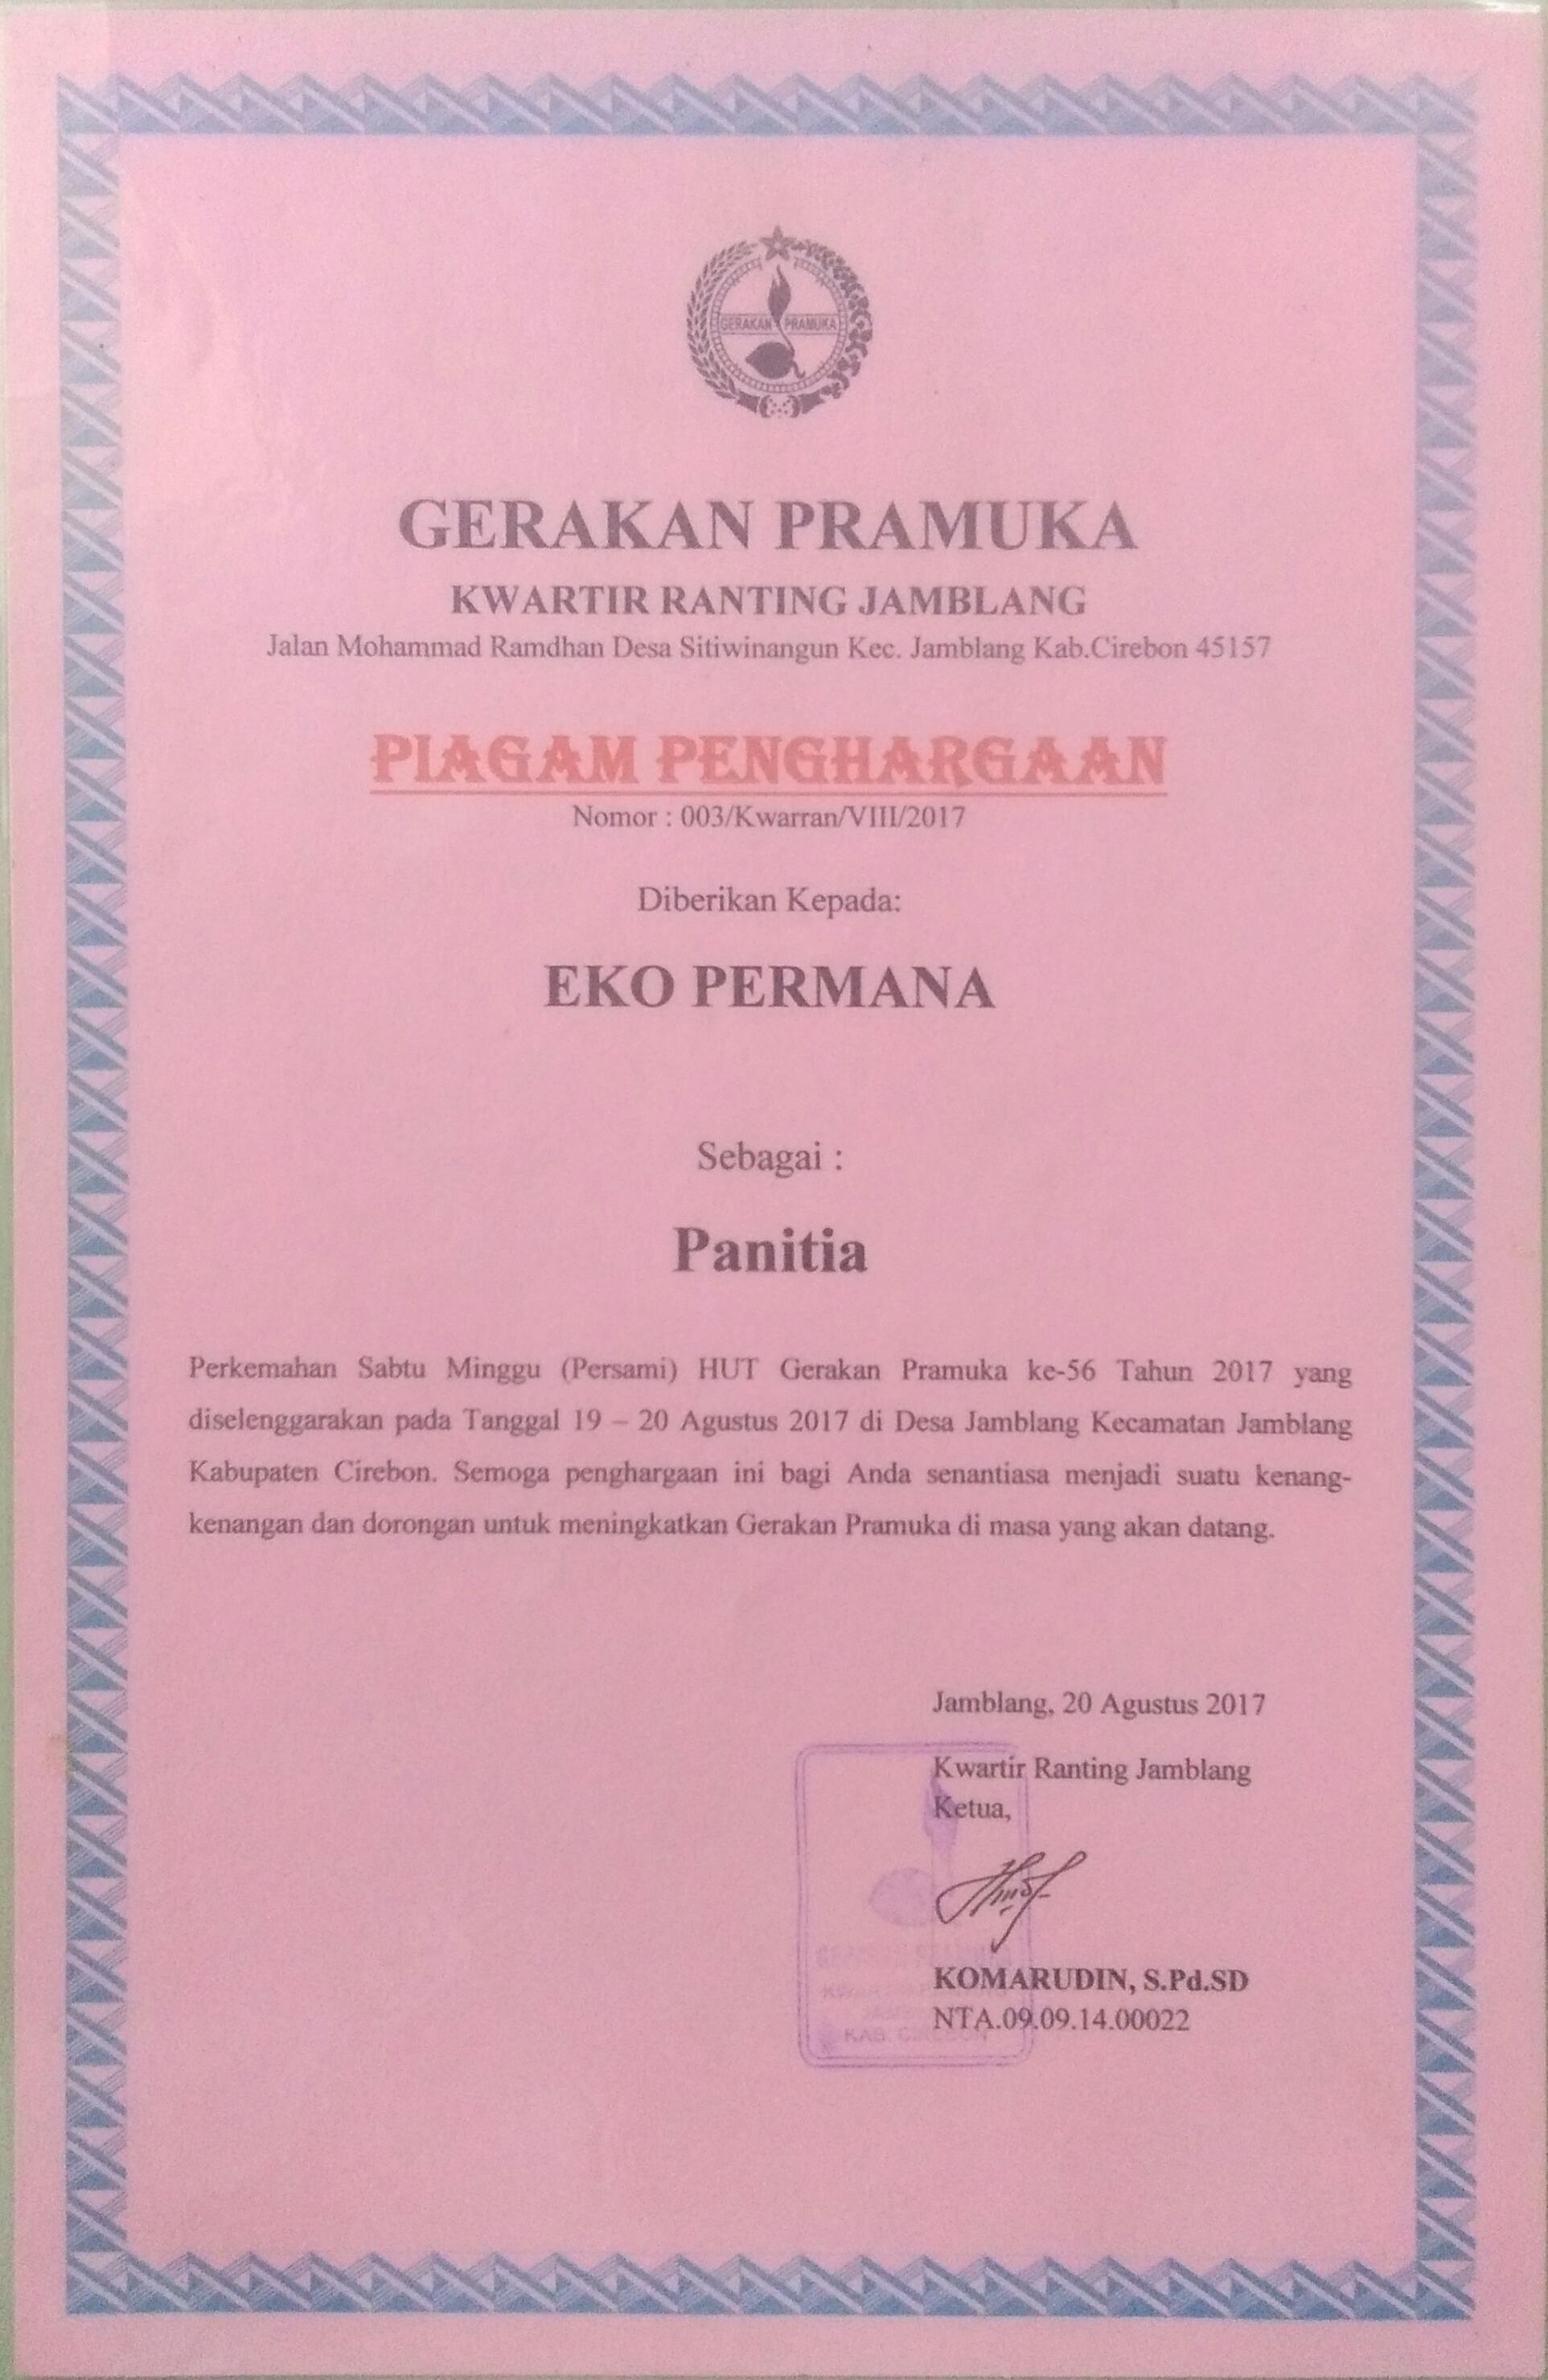 GERAKAN PRAMUKA
GERAKAN PRAMUKA
KWARTIR RANTING JAMBLANG
Jalan Mohammad Ramdhan Desa Sitiwinangun Kec. Jamblang Kab.Cirebon 45157
PIAGAM PENGHARGAAN
Nomor : 003/Kwarran/VIII/2017
Diberikan Kepada:
EKO PERMANA
Sebagai :
Panitia
Perkemahan Sabtu Minggu (Persami) HUT Gerakan Pramuka ke-56 Tahun 2017 yang
diselenggarakan pada Tanggal 19 – 20 Agustus 2017 di Desa Jamblang Kecamatan Jamblang
Kabupaten Cirebon. Semoga penghargaan ini bagi Anda senantiasa menjadi suatu kenang-
kenangan dan dorongan untuk meningkatkan Gerakan Pramuka di masa yang akan datang.
Jamblang, 20 Agustus 2017
Kwartir Ranting Jamblang
Ketua,
KOMARUDIN, S.Pd.SD
NTA.09.09.14.00022
KAB. CIREBON